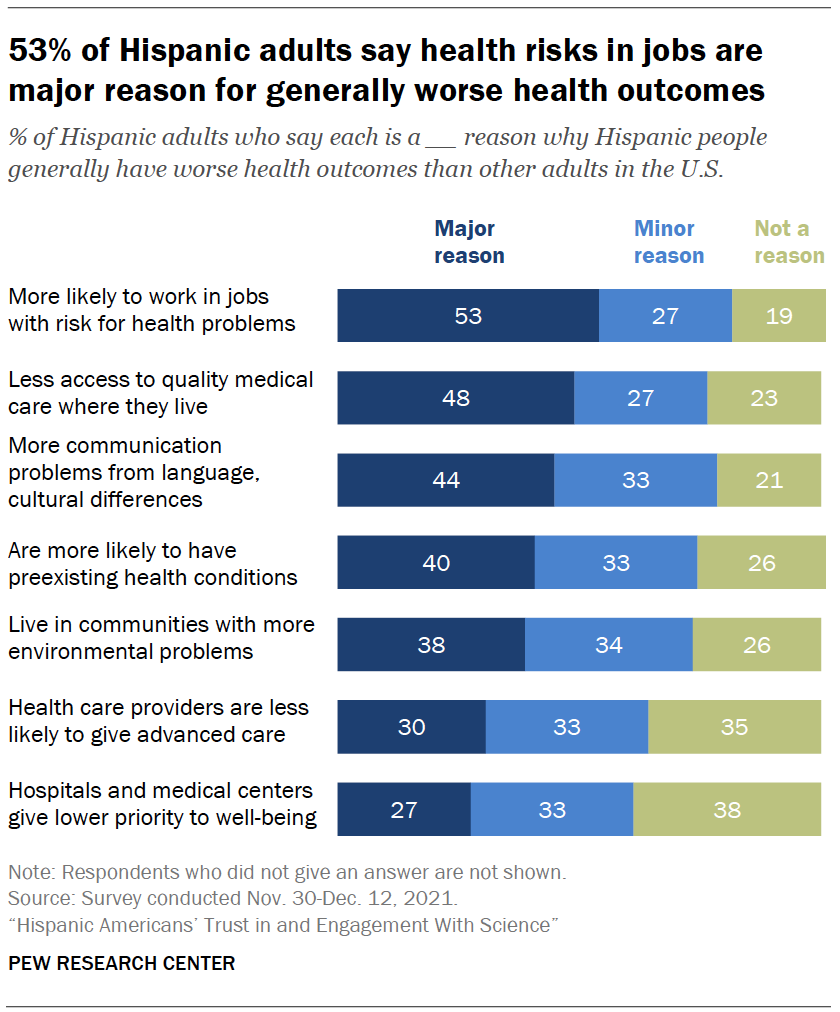 53% of Hispanic adults say health risks in jobs are
major reason for generally worse health outcomes
% of Hispanic adults who say each is a __ reason why Hispanic people
generally have worse health outcomes than other adults in the U.S.
Major
reason
Minor
reason
Not a
reason
More likely to work in jobs
with risk for health problems
53 27 19
Less access to quality medical
care where they live
48 27 23
More communication
problems from language,
cultural differences
44 33 21
Are more likely to have
preexisting health conditions
40 33 26
Live in communities with more
environmental problems
38 34 26
Health care providers are less
likely to give advanced care
30 33 35
Hospitals and medical centers
give lower priority to well-being
27 33 38
Note: Respondents who did not give an answer are not shown.
Source: Survey conducted Nov. 30-Dec. 12, 2021.
“Hispanic Americans’ Trust in and Engagement With Science”
PEW RESEARCH CENTER